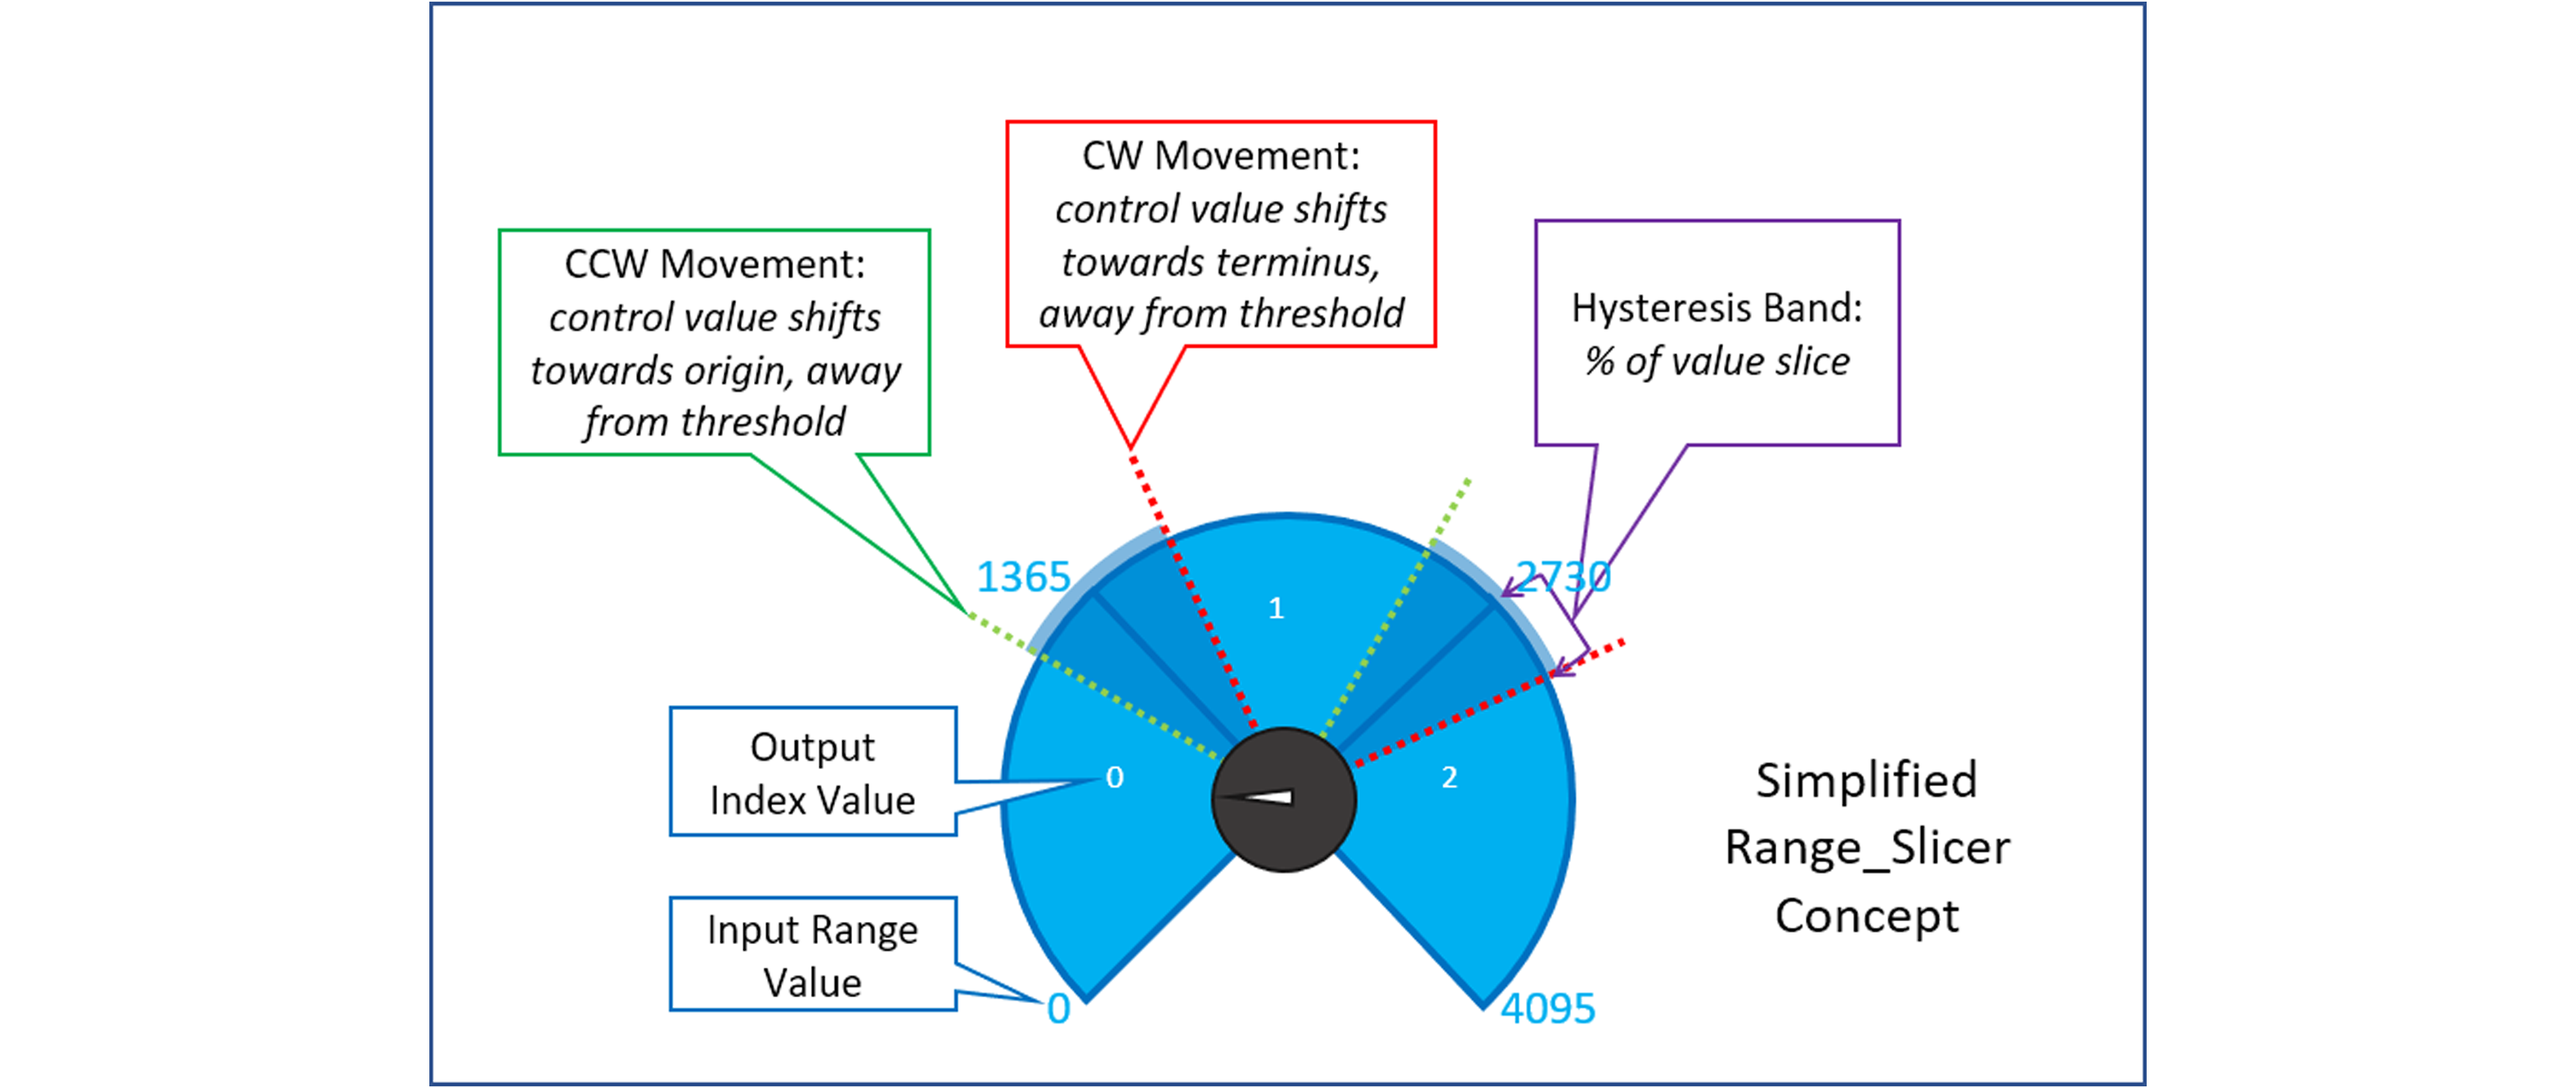 CW Movement:
control value shifts
towards terminus,
away from threshold
CCW Movement:
control value shifts
towards origin, away
from threshold
Hysteresis Band:
% of value slice
1365
2730
1
0
2
Output
Index Value
Input Range
Value
0
4095
Simplified
Range_Slicer
Concept